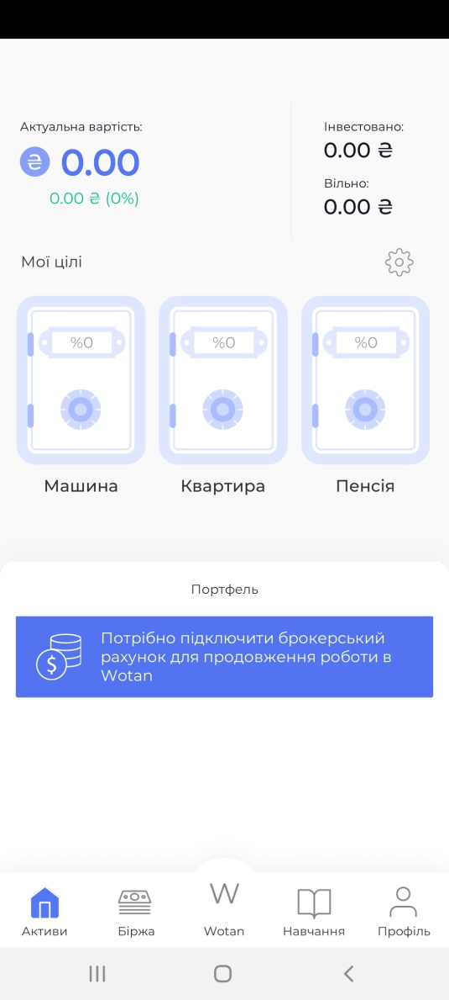 Актуальна вартість:
₴ 0.00
0.00 ₴ (0%)
Інвестовано:
0.00 ₴
Вільно:
0.00 ₴
Мої цілі
%0
%0
%0
Машина
Квартира
Пенсія
Портфель
$
Потрібно підключити брокерський
рахунок для продовження роботи в
Wotan
W
Активи
Біржа
Wotan
Навчання
Профіль